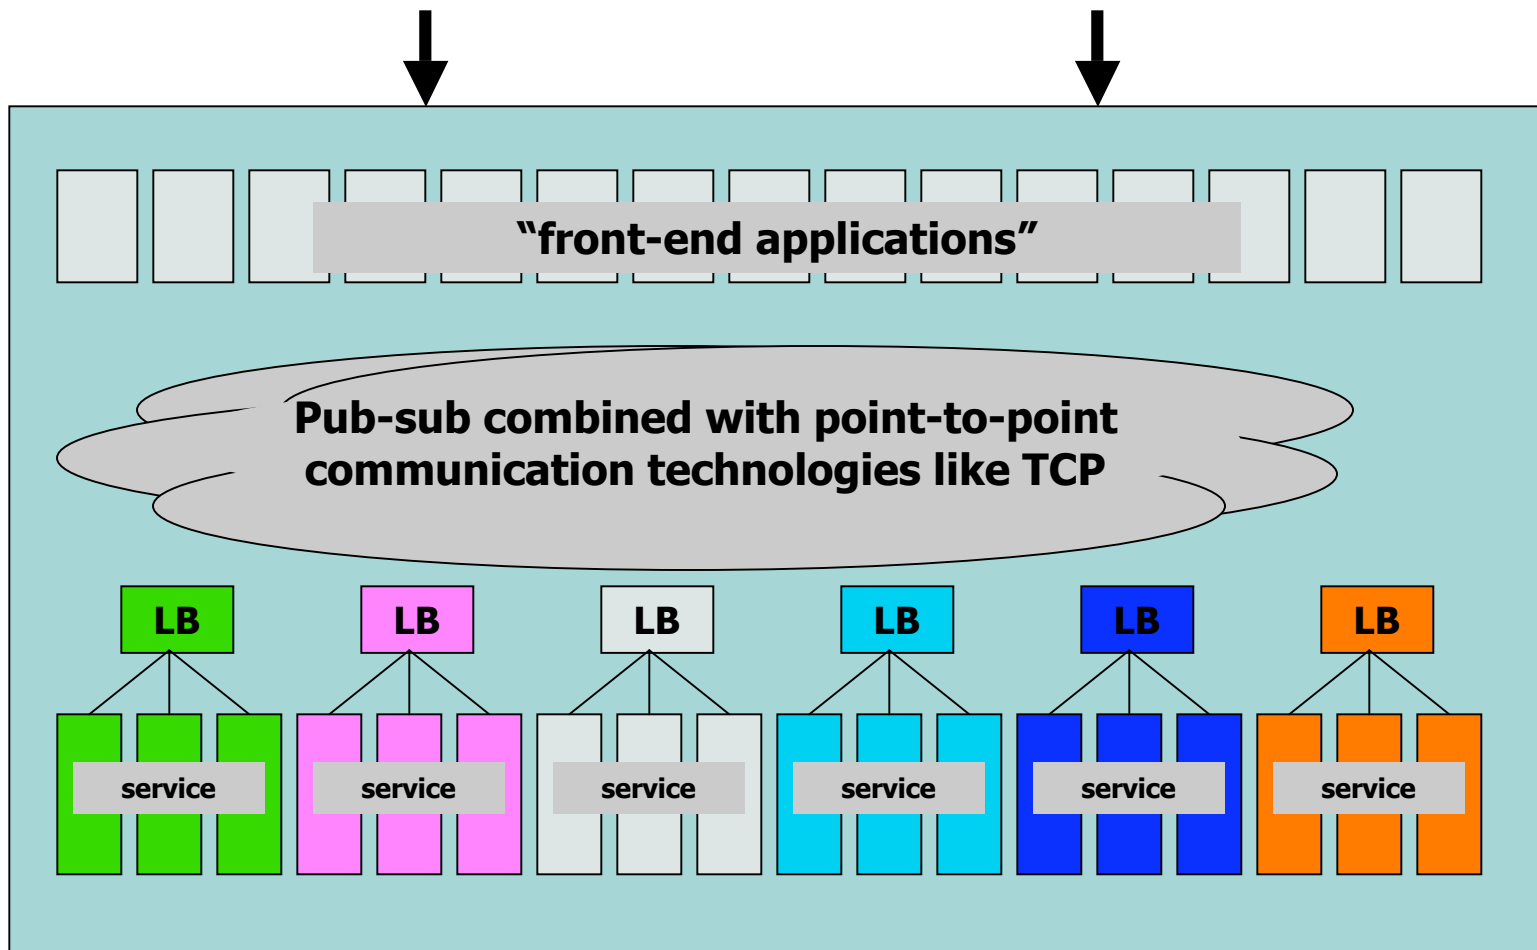 “front-end applications”
Pub-sub combined with point-to-point
communication technologies like TCP
LB LB LB LB LB LB
service service service service service service